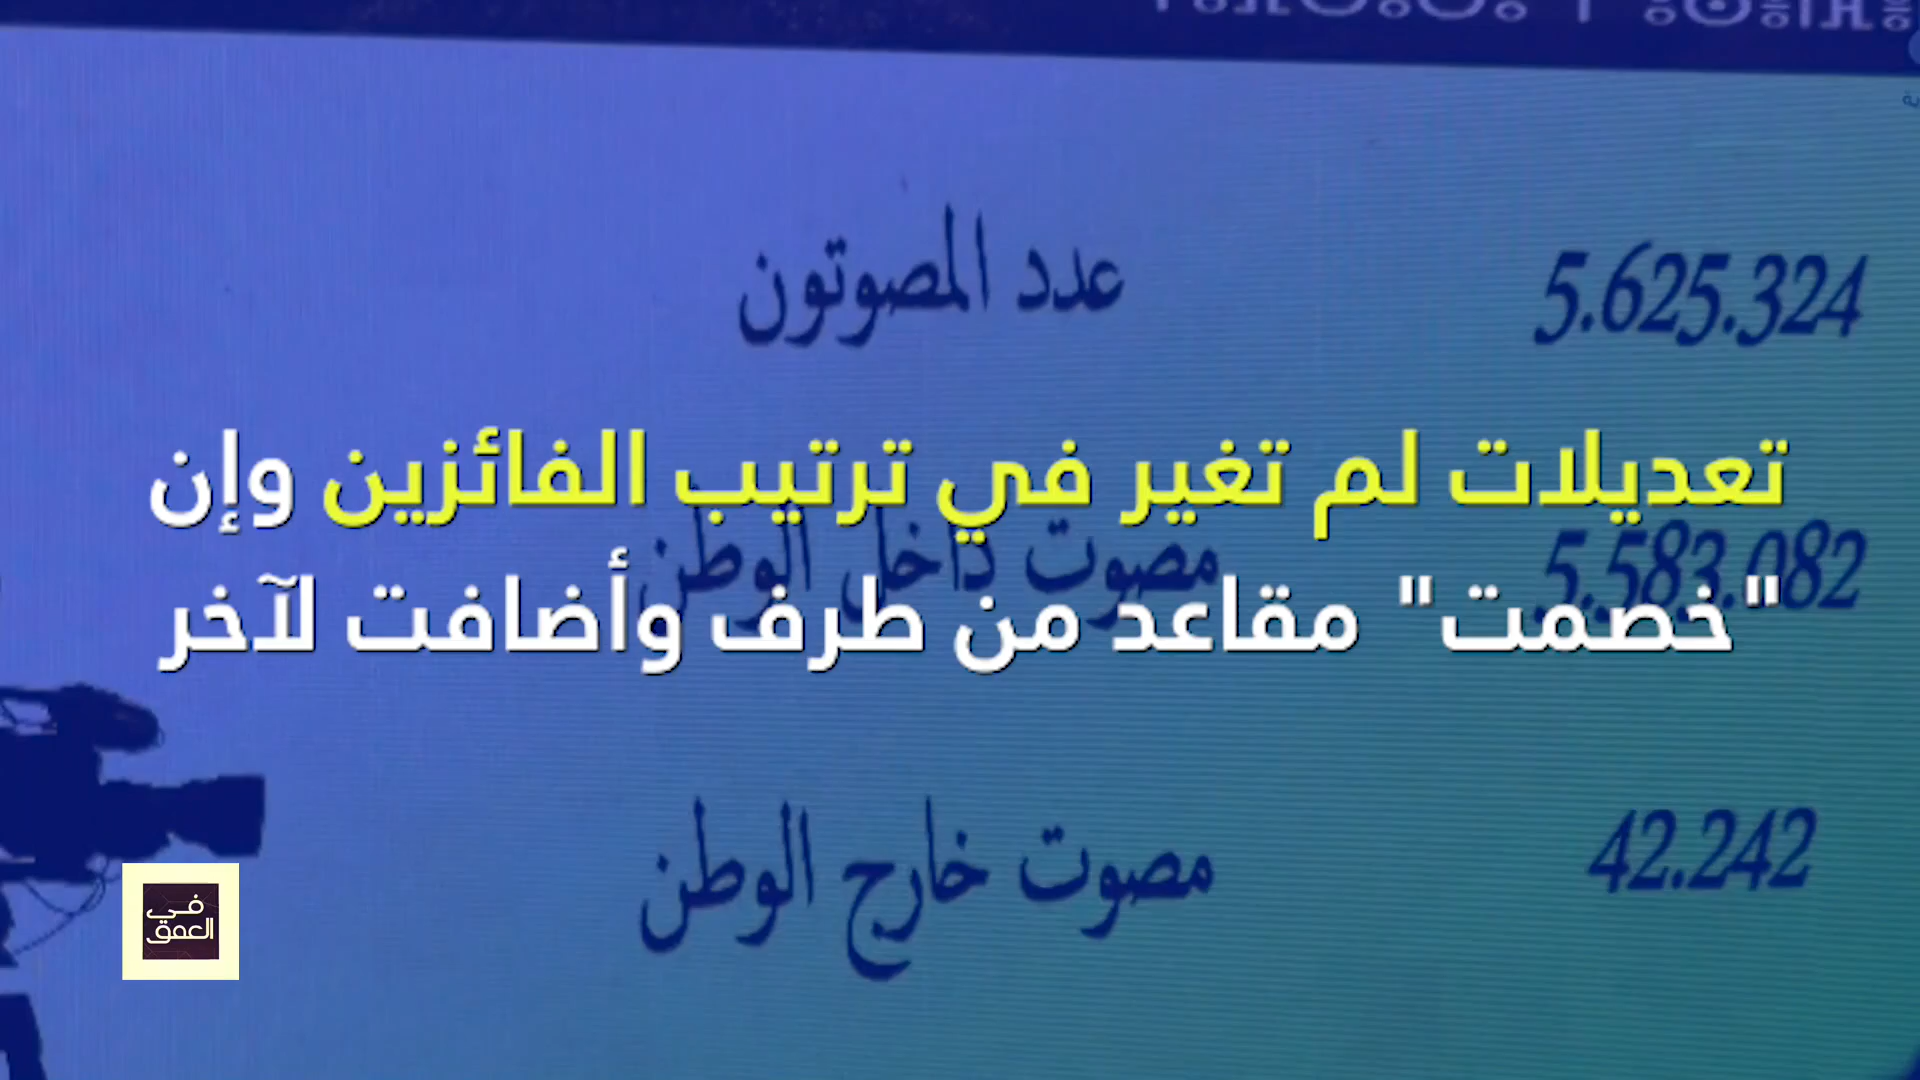 عدد المصوتون 5.625.324
تعديلات لم تغير في ترتيب الفائزين وإن
مصوت داخل الوطن 5.583.082
"خصمت" مقاعد من طرف وأضافت لآخر
مصوت خارج الوطن 42.242
في
العمق